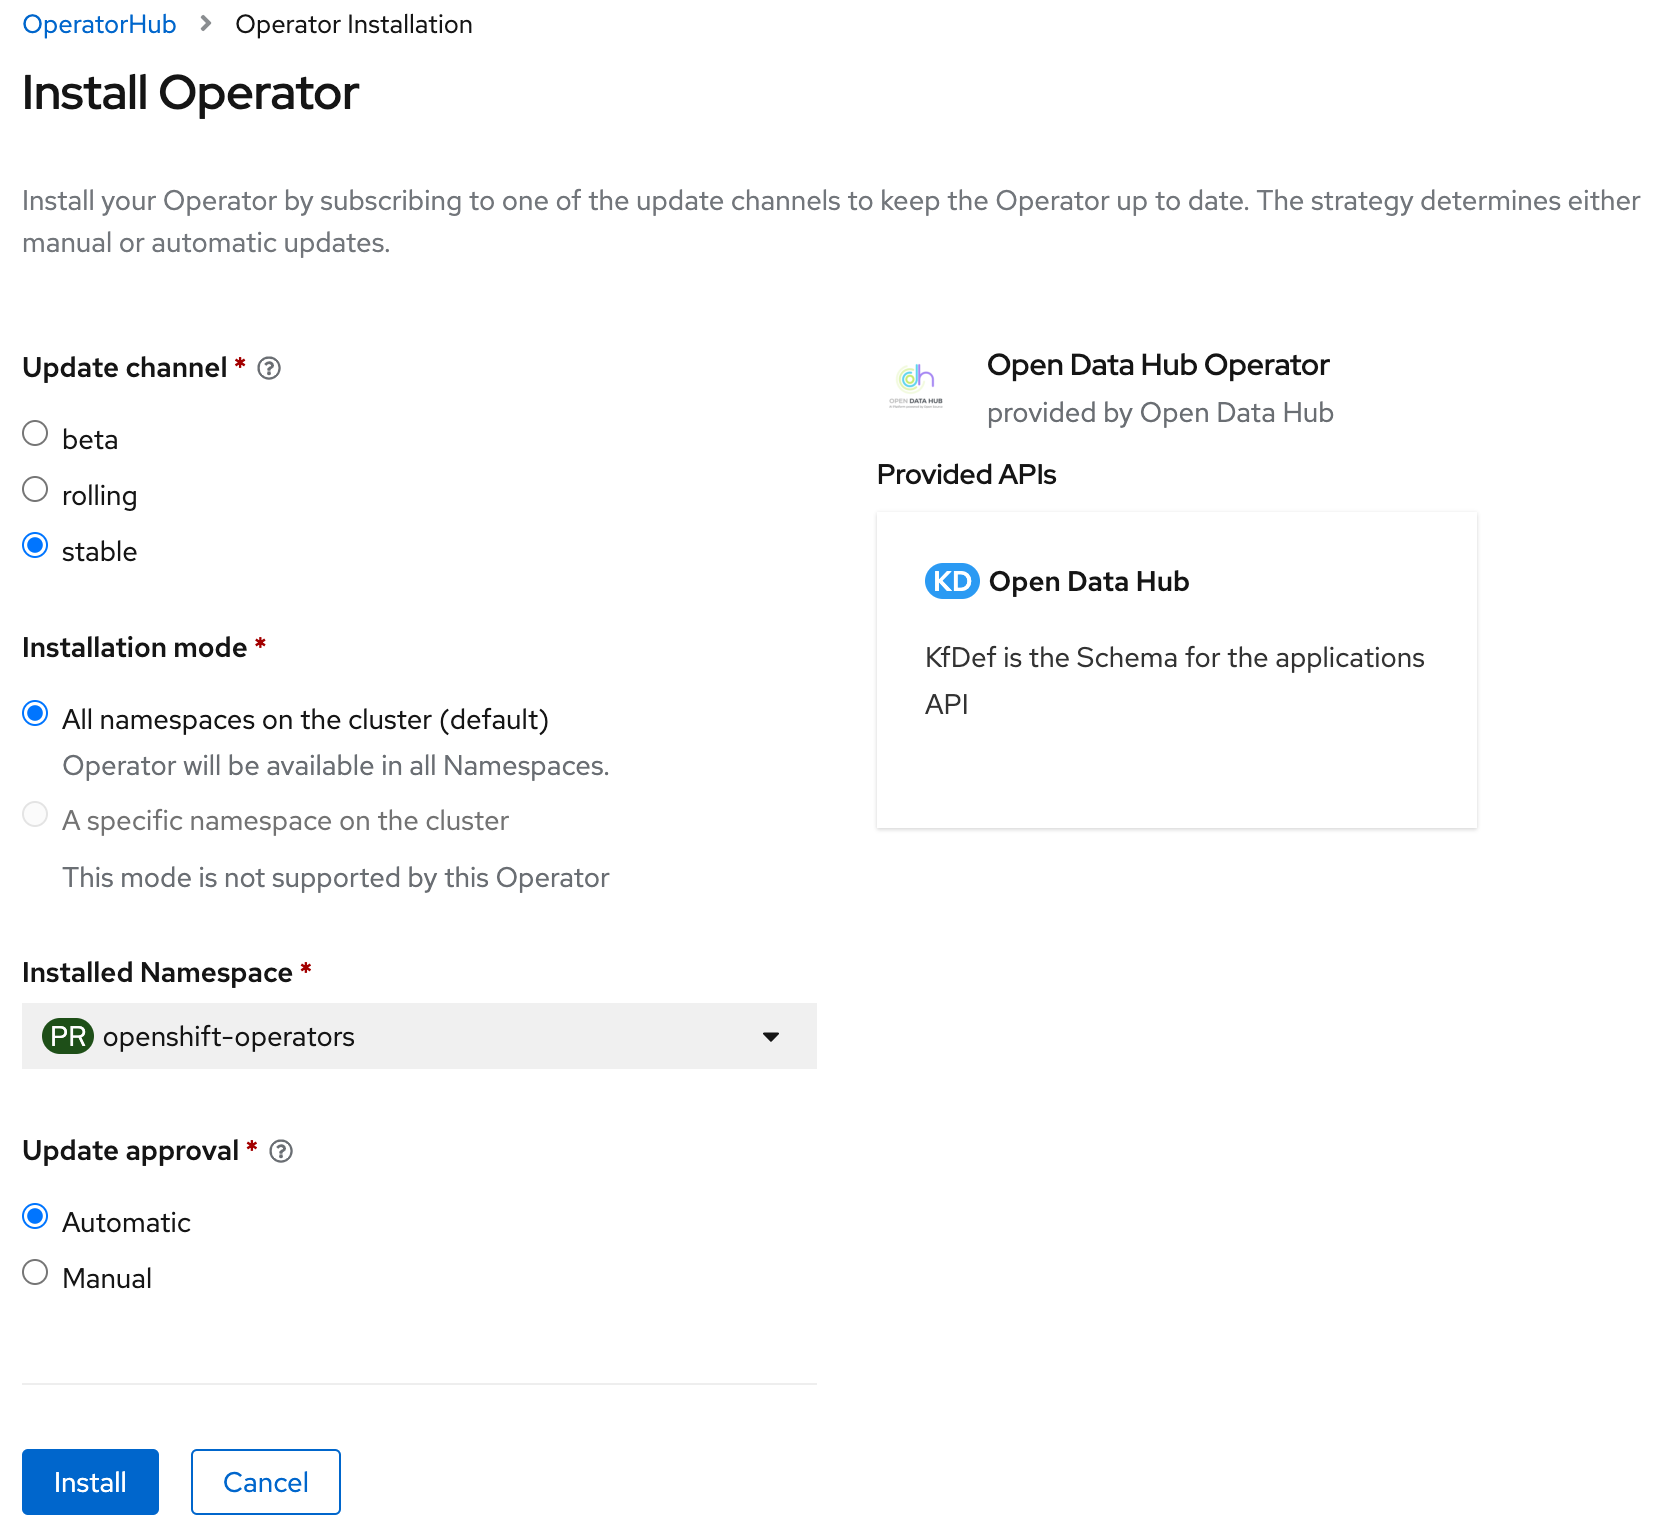 OperatorHub > Operator Installation
Install Operator
Install your Operator by subscribing to one of the update channels to keep the Operator up to date. The strategy determines either
manual or automatic updates.
Update channel *
beta
rolling
stable
Installation mode *
All namespaces on the cluster (default)
Operator will be available in all Namespaces.
A specific namespace on the cluster
This mode is not supported by this Operator
Installed Namespace *
PR openshift-operators
Update approval *
Automatic
Manual
Install
Cancel
dh
OPEN DATA HUB
Open Data Hub Operator
provided by Open Data Hub
Provided APIs
KD Open Data Hub
KfDef is the Schema for the applications
API